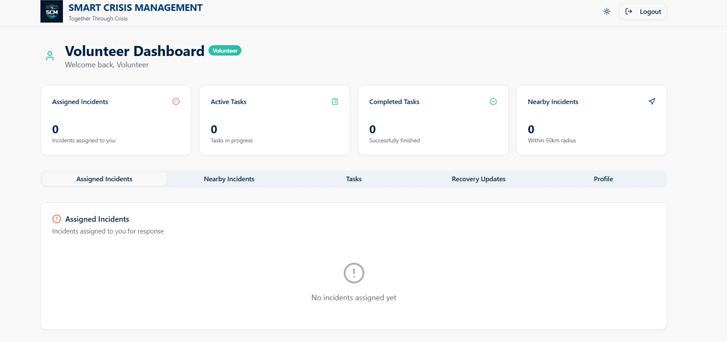 SCM
SMART CRISIS MANAGEMENT
Together Through Crisis
Logout
Volunteer Dashboard
Volunteer
Welcome back, Volunteer
Assigned Incidents
0
Incidents assigned to you
Active Tasks
0
Tasks in progress
Completed Tasks
0
Successfully finished
Nearby Incidents
0
Within 50km radius
Assigned Incidents
Nearby Incidents
Tasks
Recovery Updates
Profile
Assigned Incidents
Incidents assigned to you for response
No incidents assigned yet